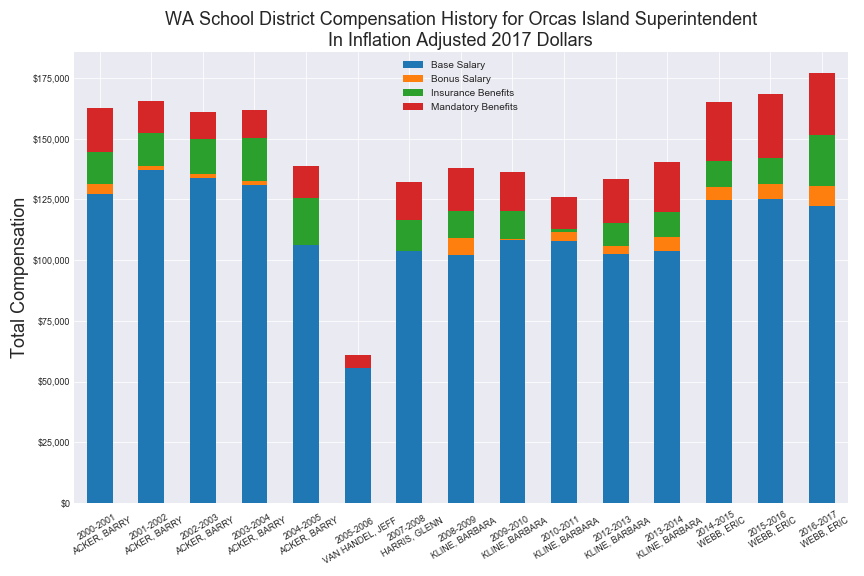 WA School District Compensation History for Orcas Island Superintendent
In Inflation Adjusted 2017 Dollars
Base Salary
Bonus Salary
Insurance Benefits
Mandatory Benefits
Total Compensation
$175,000
$150,000
$125,000
$100,000
$75,000
$50,000
$25,000
$0
2000-2001
ACKER, BARRY
2001-2002
ACKER, BARRY
2002-2003
ACKER, BARRY
2003-2004
ACKER, BARRY
2004-2005
ACKER, BARRY
2005-2006
VAN HANDEL, JEFF
2007-2008
HARRIS, GLENN
2008-2009
KLINE, BARBARA
2009-2010
KLINE, BARBARA
2010-2011
KLINE, BARBARA
2012-2013
KLINE, BARBARA
2013-2014
KLINE, BARBARA
2014-2015
WEBB, ERIC
2015-2016
WEBB, ERIC
2016-2017
WEBB, ERIC